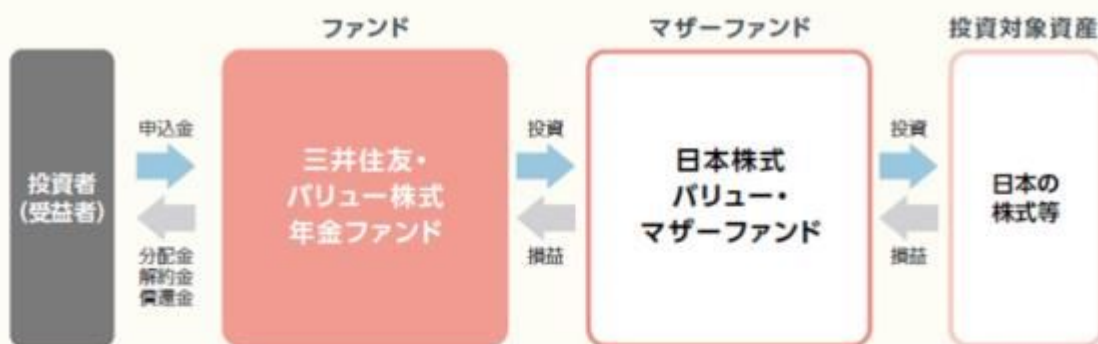 ファンド
マザーファンド
投資対象資産
投資者
(受益者)
申込金
分配金
解約金
償還金
三井住友・
バリュー株式
年金ファンド
投資
損益
日本株式
バリュー・
マザーファンド
投資
損益
日本の
株式等